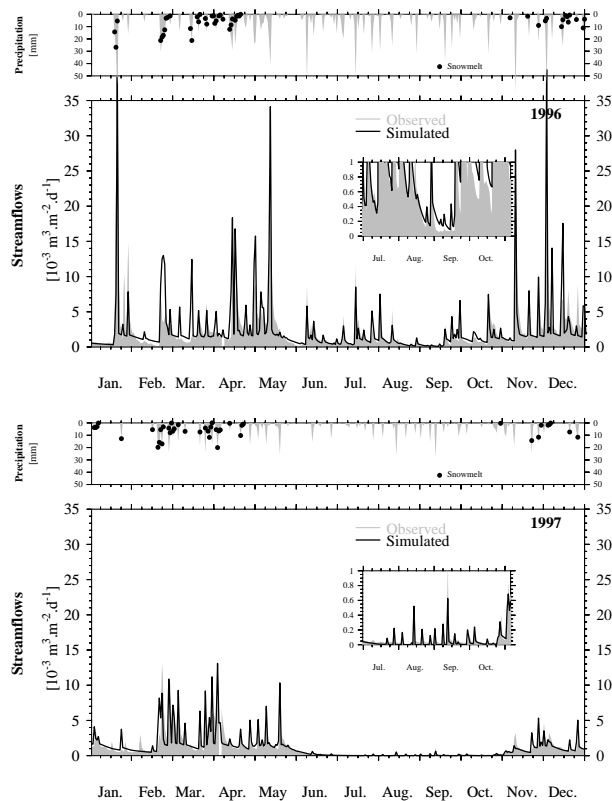 Precipitation
[mm]
0 10 20 30 40 50
0 10 20 30 40 50
Snowmelt
Streamflows
[10⁻³ m³.m⁻².d⁻¹]
0 5 10 15 20 25 30 35
0 5 10 15 20 25 30 35
1996
Observed
Simulated
0 0.2 0.4 0.6 0.8 1
Jul. Aug. Sep. Oct.
Jan. Feb. Mar. Apr. May Jun. Jul. Aug. Sep. Oct. Nov. Dec.
Precipitation
[mm]
0 10 20 30 40 50
0 10 20 30 40 50
Snowmelt
Streamflows
[10⁻³ m³.m⁻².d⁻¹]
0 5 10 15 20 25 30 35
0 5 10 15 20 25 30 35
1997
Observed
Simulated
0 0.2 0.4 0.6 0.8 1
Jul. Aug. Sep. Oct.
Jan. Feb. Mar. Apr. May Jun. Jul. Aug. Sep. Oct. Nov. Dec.